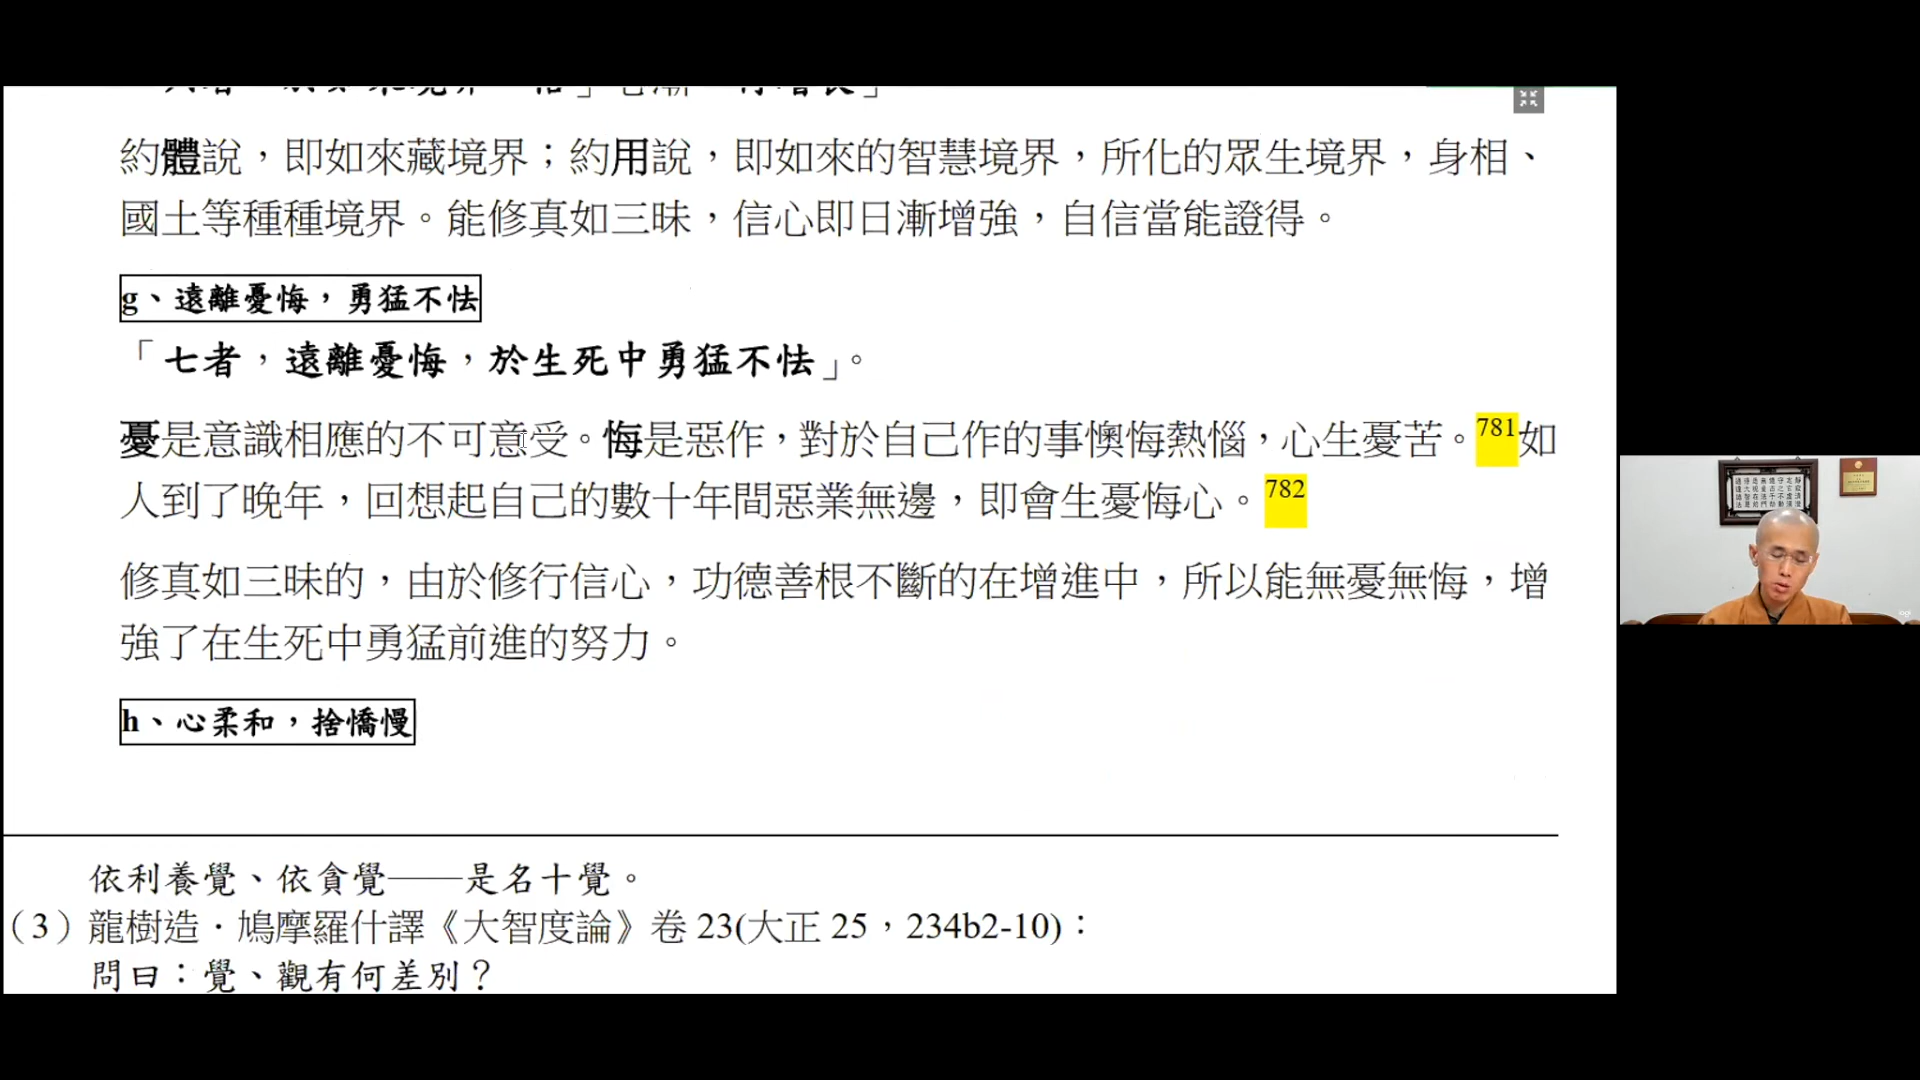 約體說，即如來藏境界；約用說，即如來的智慧境界，所化的眾生境界，身相、
國土等種種境界。能修真如三昧，信心即日漸增強，自信當能證得。
g、遠離憂悔，勇猛不怯
「七者，遠離憂悔，於生死中勇猛不怯」。
憂是意識相應的不可意受。悔是惡作，對於自己作的事懊悔熱惱，心生憂苦。781如
人到了晚年，回想起自己的數十年間惡業無邊，即會生憂悔心。782
修真如三昧的，由於修行信心，功德善根不斷的在增進中，所以能無憂無悔，增
強了在生死中勇猛前進的努力。
h、心柔和，捨憍慢
依利養覺、依貪覺——是名十覺。
（3）龍樹造．鳩摩羅什譯《大智度論》卷 23(大正 25，234b2-10)：
問曰：覺、觀有何差別？